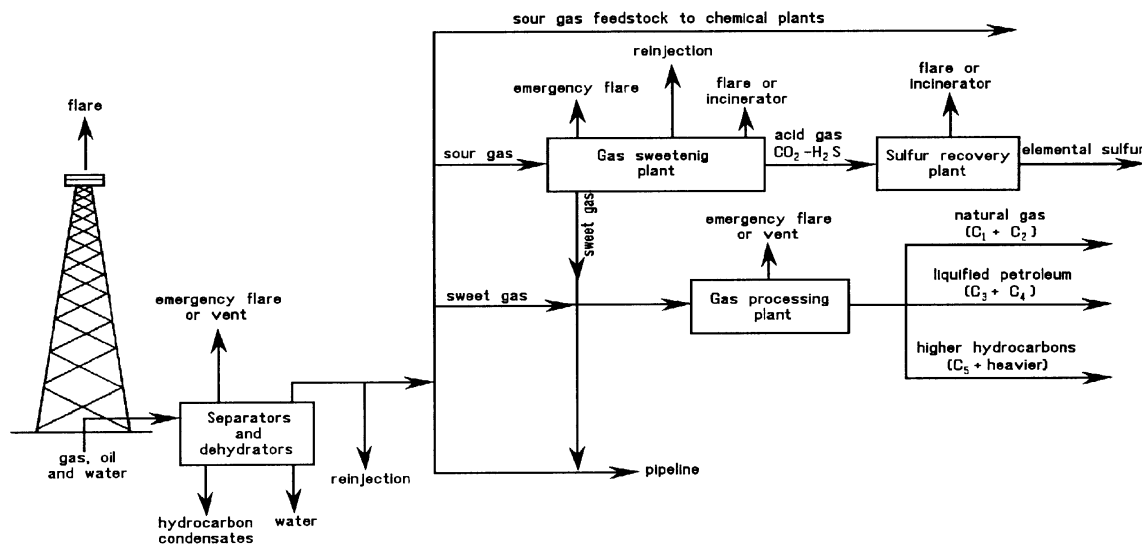 sour gas feedstock to chemical plants
reinjection
flare or
incinerator
emergency flare
flare or
incinerator
flare
acid gas
CO₂-H₂S
sour gas
Gas sweetenig
plant
Sulfur recovery
plant
elemental sulfur
sweet gas
emergency flare
or vent
natural gas
(C₁ + C₂)
liquified petroleum
(C₃ + C₄)
sweet gas
Gas processing
plant
emergency flare
or vent
higher hydrocarbons
(C₅ + heavier)
Separators
and
dehydrators
gas, oil
and water
reinjection
pipeline
hydrocarbon
condensates
water